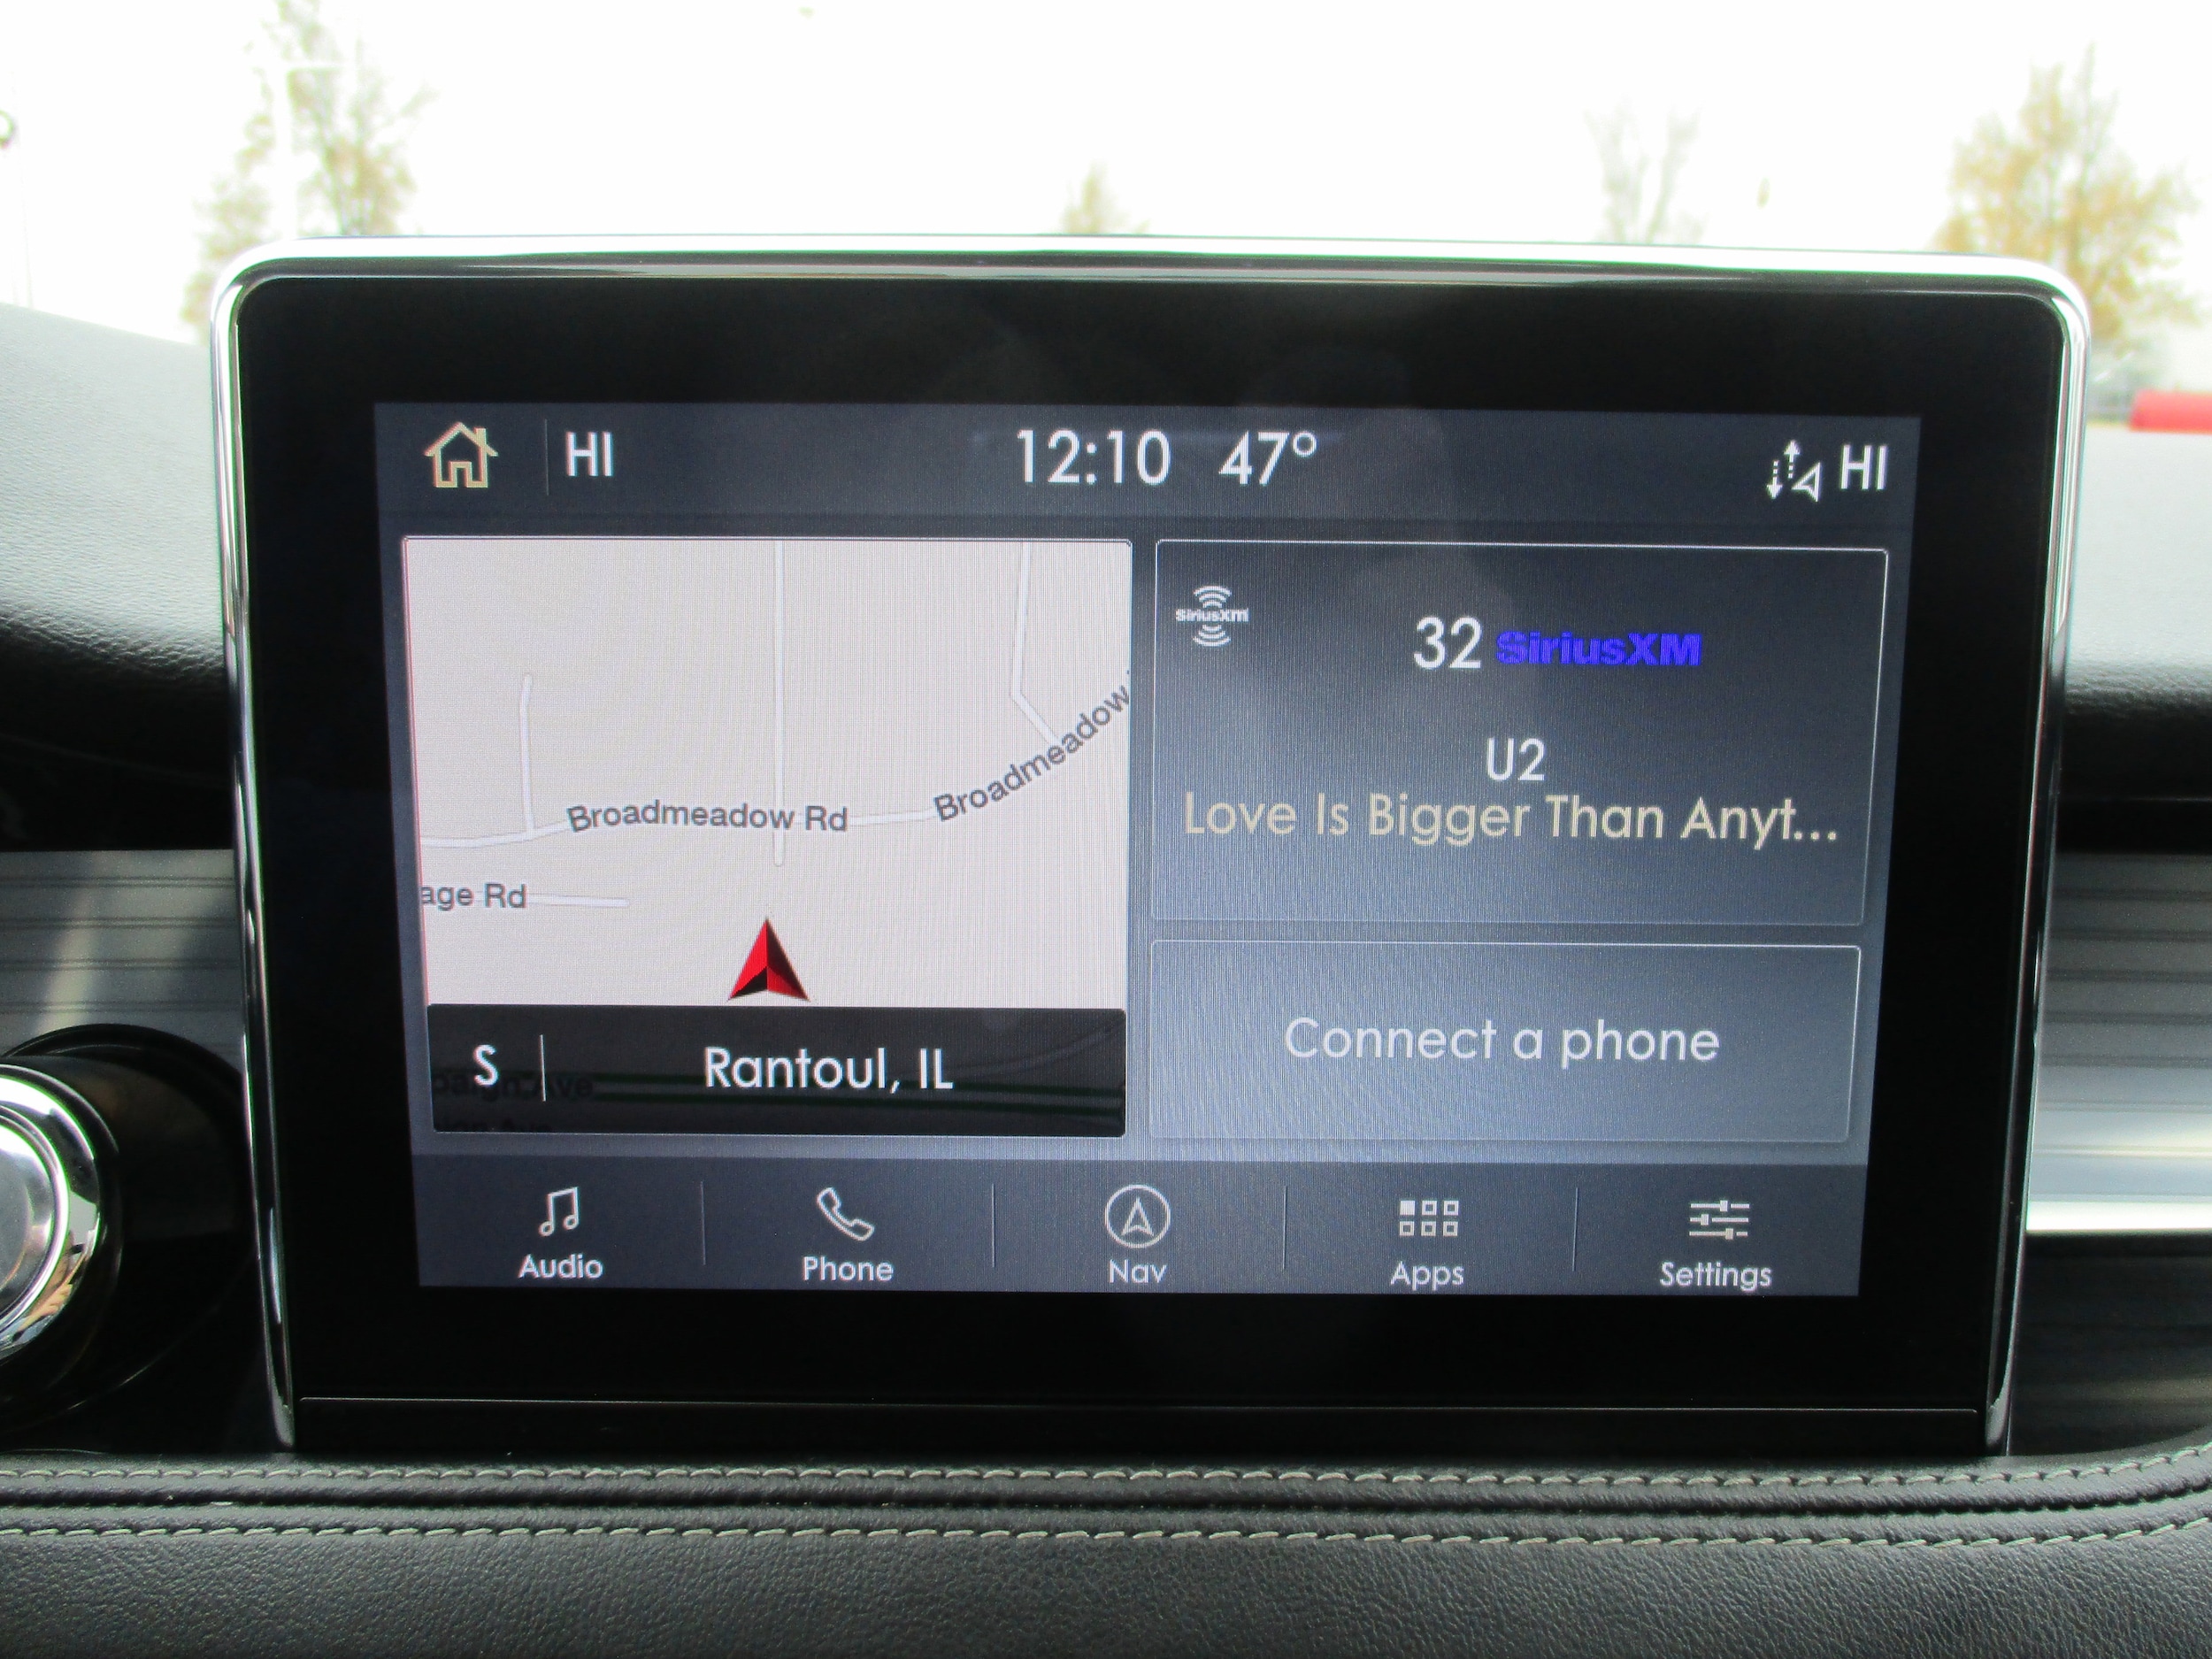 HI
12:10 47°
HI
SiriusXM
32 SiriusXM
U2
Love Is Bigger Than Anyt...
Broadmeadow Rd
Broadmeadow
age Rd
S
Rantoul, IL
Connect a phone
Audio
Phone
Nav
Apps
Settings